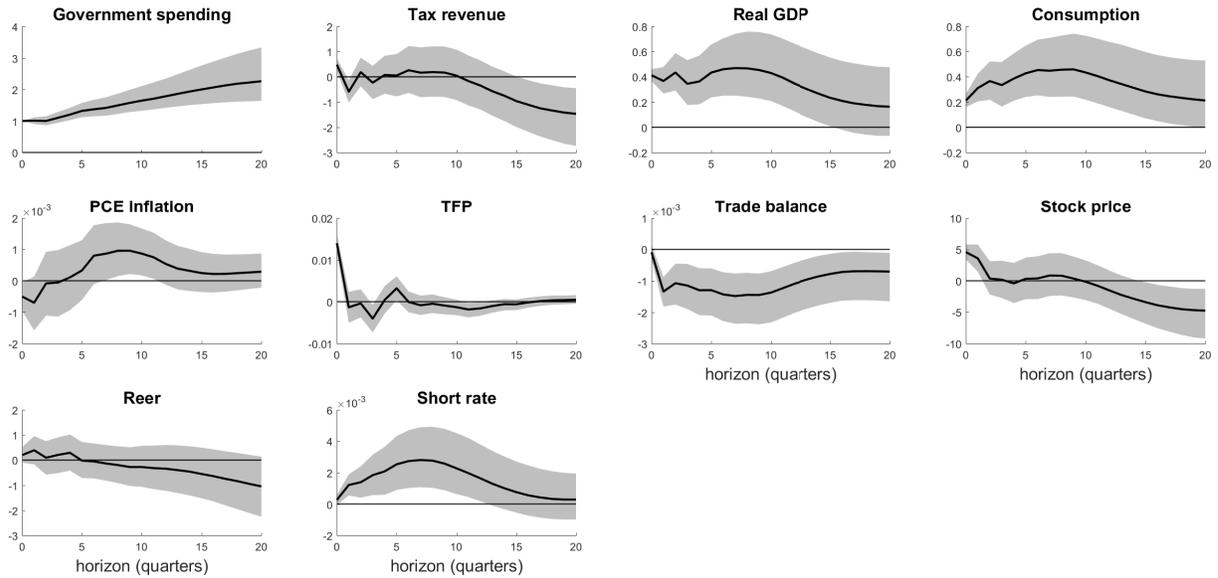 Government spending
4
3
2
1
0
0 5 10 15 20
Tax revenue
2
1
0
-1
-2
-3
0 5 10 15 20
Real GDP
0.8
0.6
0.4
0.2
0
0.2
0 5 10 15 20
Consumption
0.8
0.6
0.4
0.2
0
0.2
0 5 10 15 20
PCE inflation
×10-3
2
1
0
-1
-2
0 5 10 15 20
TFP
0.02
0.01
0
-0.01
0 5 10 15 20
Trade balance
×10-3
1
0
-1
-2
-3
0 5 10 15 20
horizon (quarters)
Stock price
10
5
0
-5
-10
0 5 10 15 20
horizon (quarters)
Reer
2
1
0
-1
-2
-3
0 5 10 15 20
horizon (quarters)
Short rate
×10-3
6
4
2
0
-2
0 5 10 15 20
horizon (quarters)